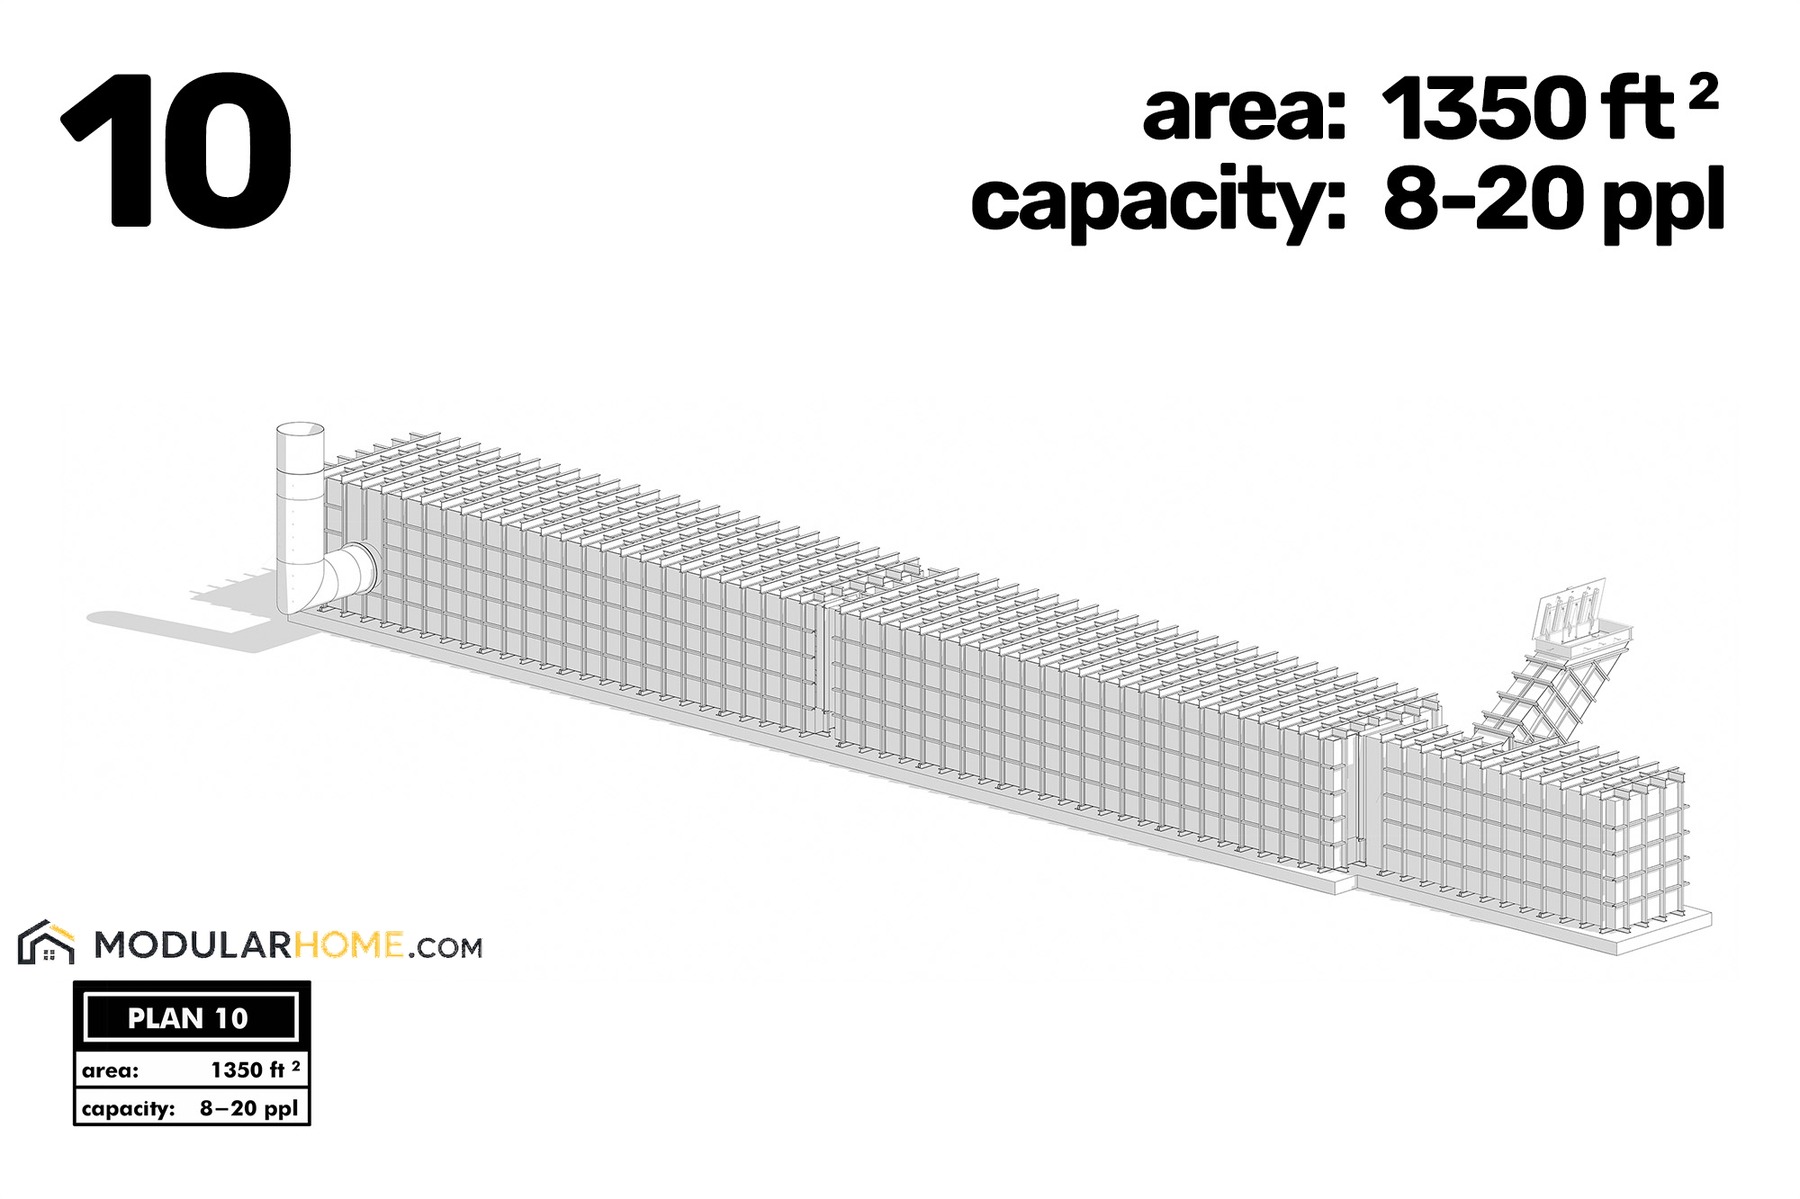 10
area: 1350 ft ²
capacity: 8-20 ppl
MODULARHOME.COM
PLAN 10
area: 1350 ft ²
capacity: 8–20 ppl